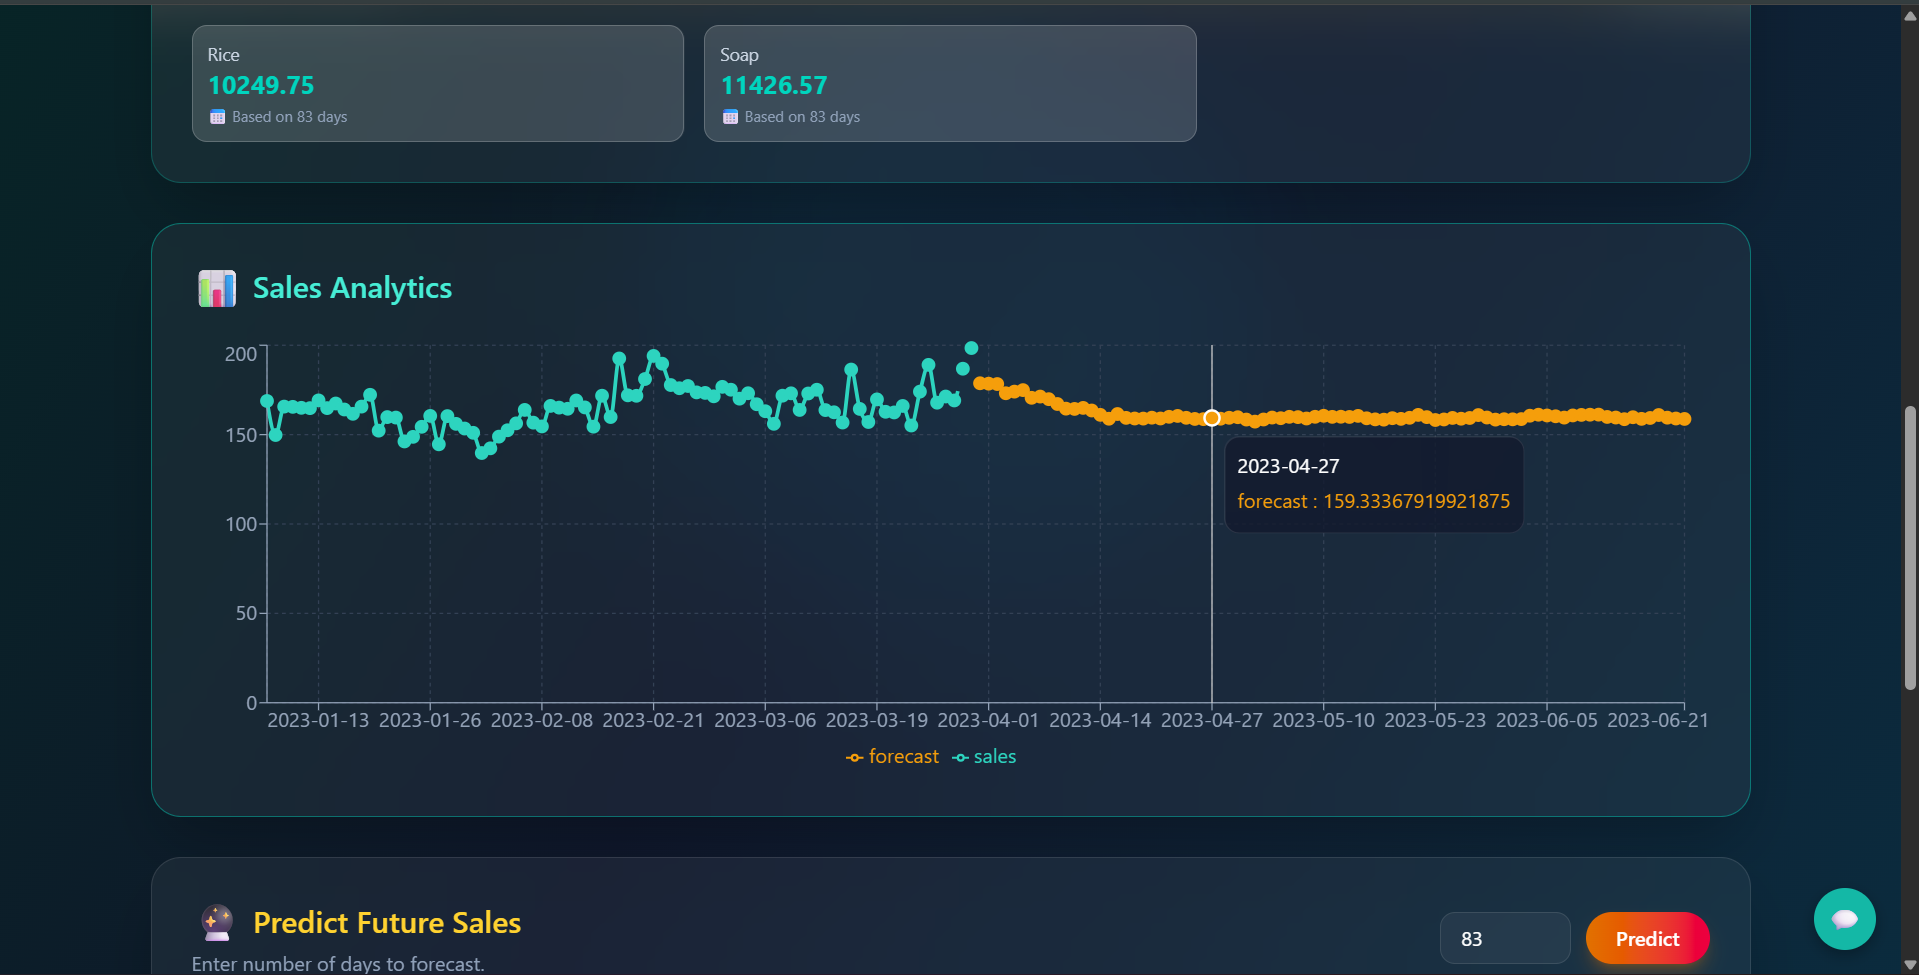 Rice
10249.75
Based on 83 days
Soap
11426.57
Based on 83 days
Sales Analytics
200
150
100
50
0
2023-04-27
forecast : 159.33367919921875
2023-01-13 2023-01-26 2023-02-08 2023-02-21 2023-03-06 2023-03-19 2023-04-01 2023-04-14 2023-04-27 2023-05-10 2023-05-23 2023-06-05 2023-06-21
forecast sales
Predict Future Sales
83
Predict
Enter number of days to forecast.